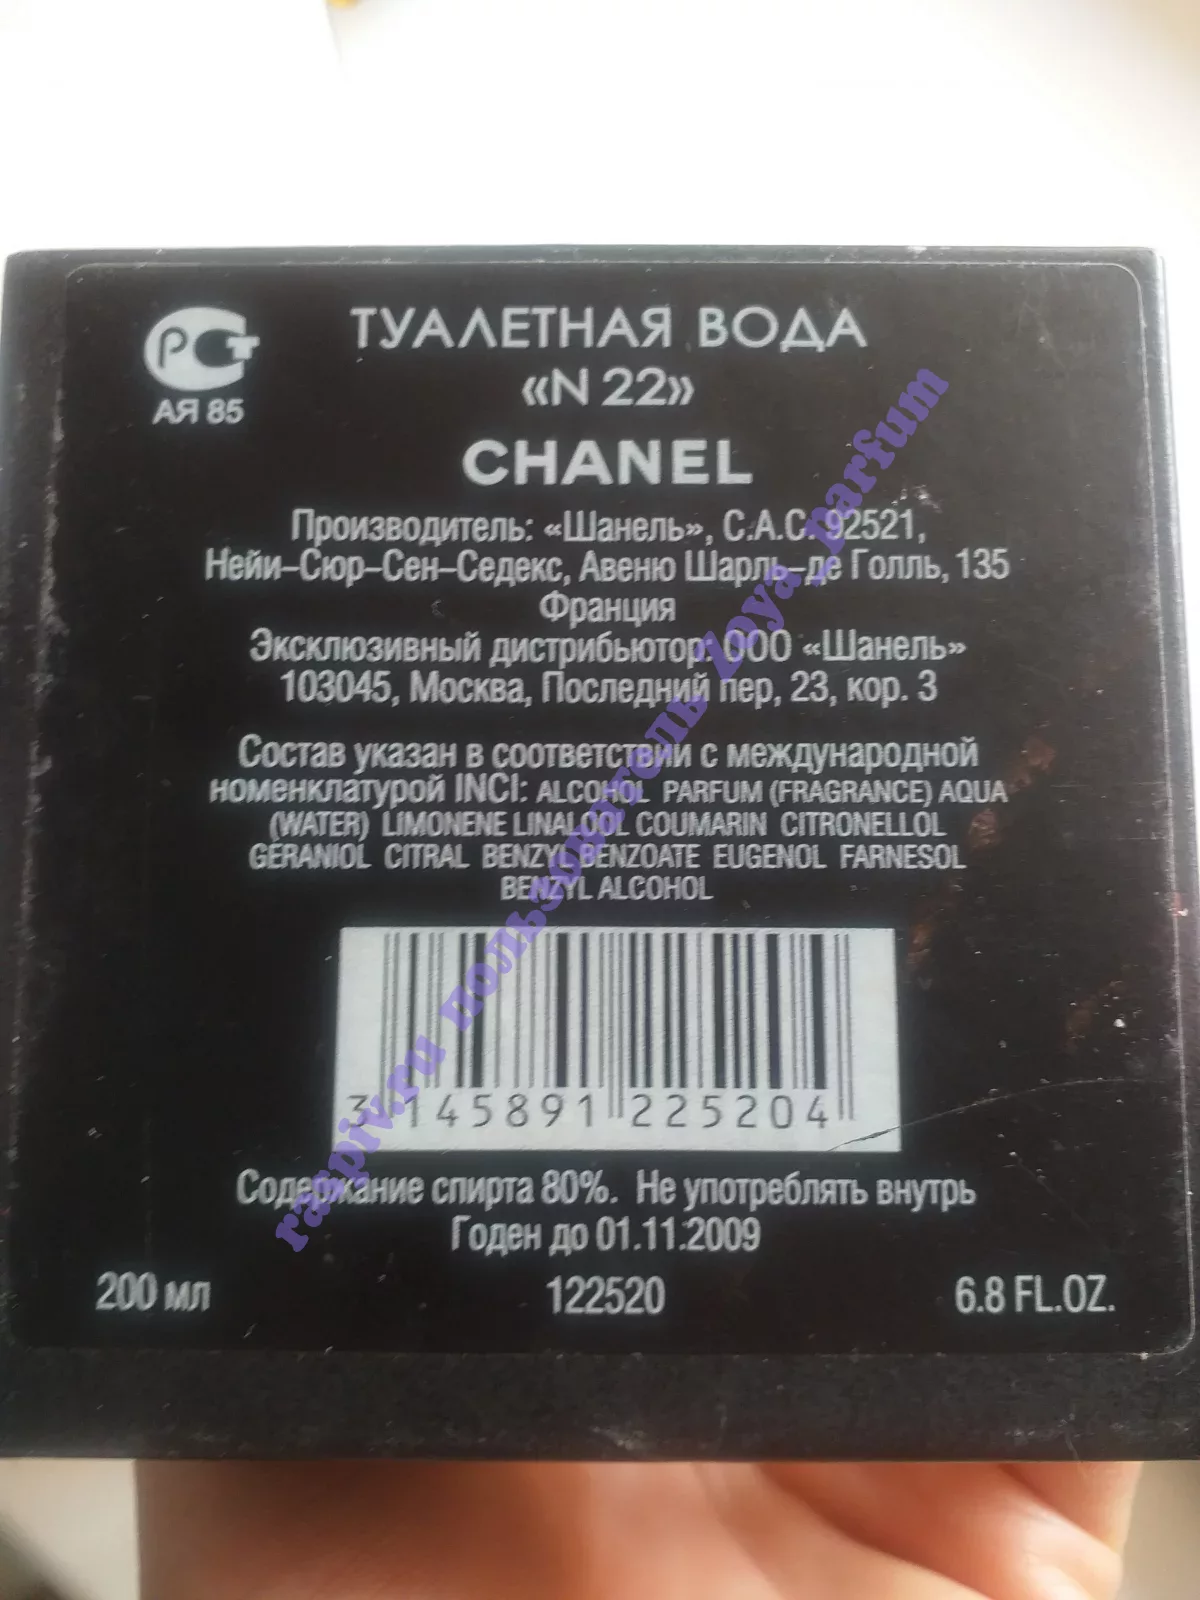 РСТ
АЯ 85
ТУАЛЕТНАЯ ВОДА
«N 22»
CHANEL
Производитель: «Шанель», С.А.С. 92521,
Нейи–Сюр–Сен–Седекс, Авеню Шарль–де Голль, 135
Франция
Эксклюзивный дистрибьютор: ООО «Шанель»
103045, Москва, Последний пер, 23, кор. 3
Состав указан в соответствии с международной
номенклатурой INCI: ALCOHOL PARFUM (FRAGRANCE) AQUA
(WATER) LIMONENE LINALOOL COUMARIN CITRONELLOL
GERANIOL CITRAL BENZYL BENZOATE EUGENOL FARNESOL
BENZYL ALCOHOL
3 145891 225204
Содержание спирта 80%. Не употреблять внутрь
Годен до 01.11.2009
200 мл 122520 6.8 FL.OZ.
raspiv.ru пользователь Zoya_parfum